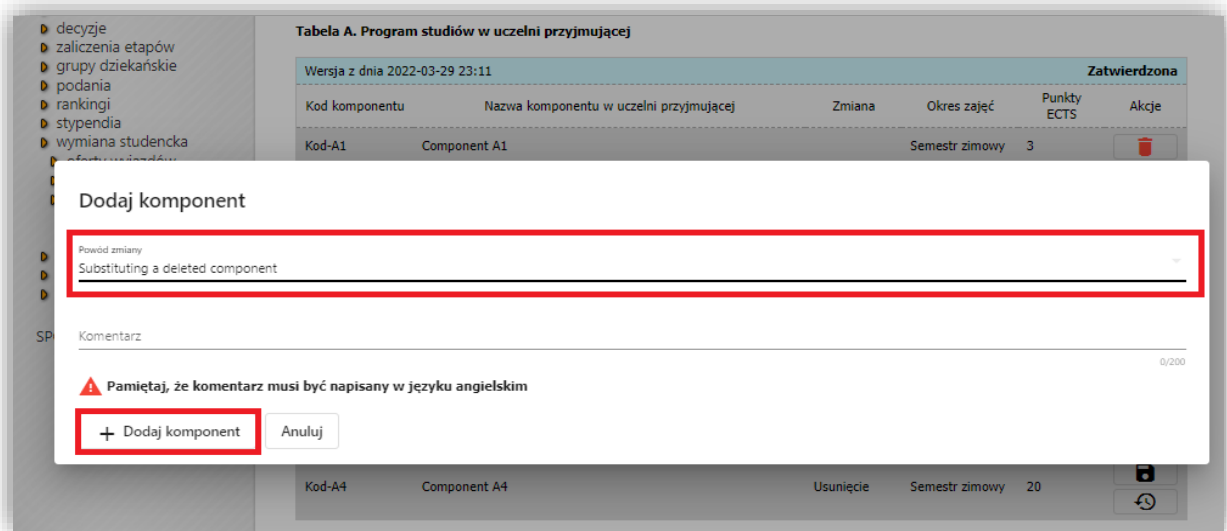 decyzje
zaliczenia etapów
grupy dziekańskie
podania
rankingi
stypendia
wymiana studencka
Tabela A. Program studiów w uczelni przyjmującej
Wersja z dnia 2022-03-29 23:11 Zatwierdzona
Kod komponentu Nazwa komponentu w uczelni przyjmującej Zmiana Okres zajęć Punkty ECTS Akcje
Kod-A1 Component A1 Semestr zimowy 3
Dodaj komponent
Powód zmiany
Substituting a deleted component
Komentarz
0/200
Pamiętaj, że komentarz musi być napisany w języku angielskim
+ Dodaj komponent Anuluj
Kod-A4 Component A4 Usunięcie Semestr zimowy 20